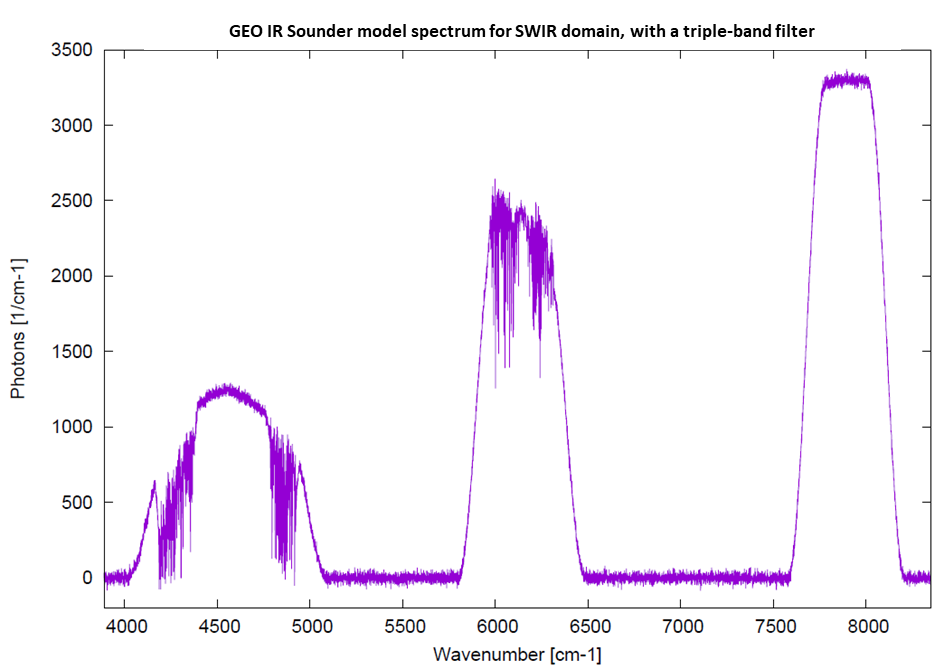 GEO IR Sounder model spectrum for SWIR domain, with a triple-band filter
3500
3000
2500
2000
1500
1000
500
0
Photons [1/cm-1]
4000 4500 5000 5500 6000 6500 7000 7500 8000
Wavenumber [cm-1]